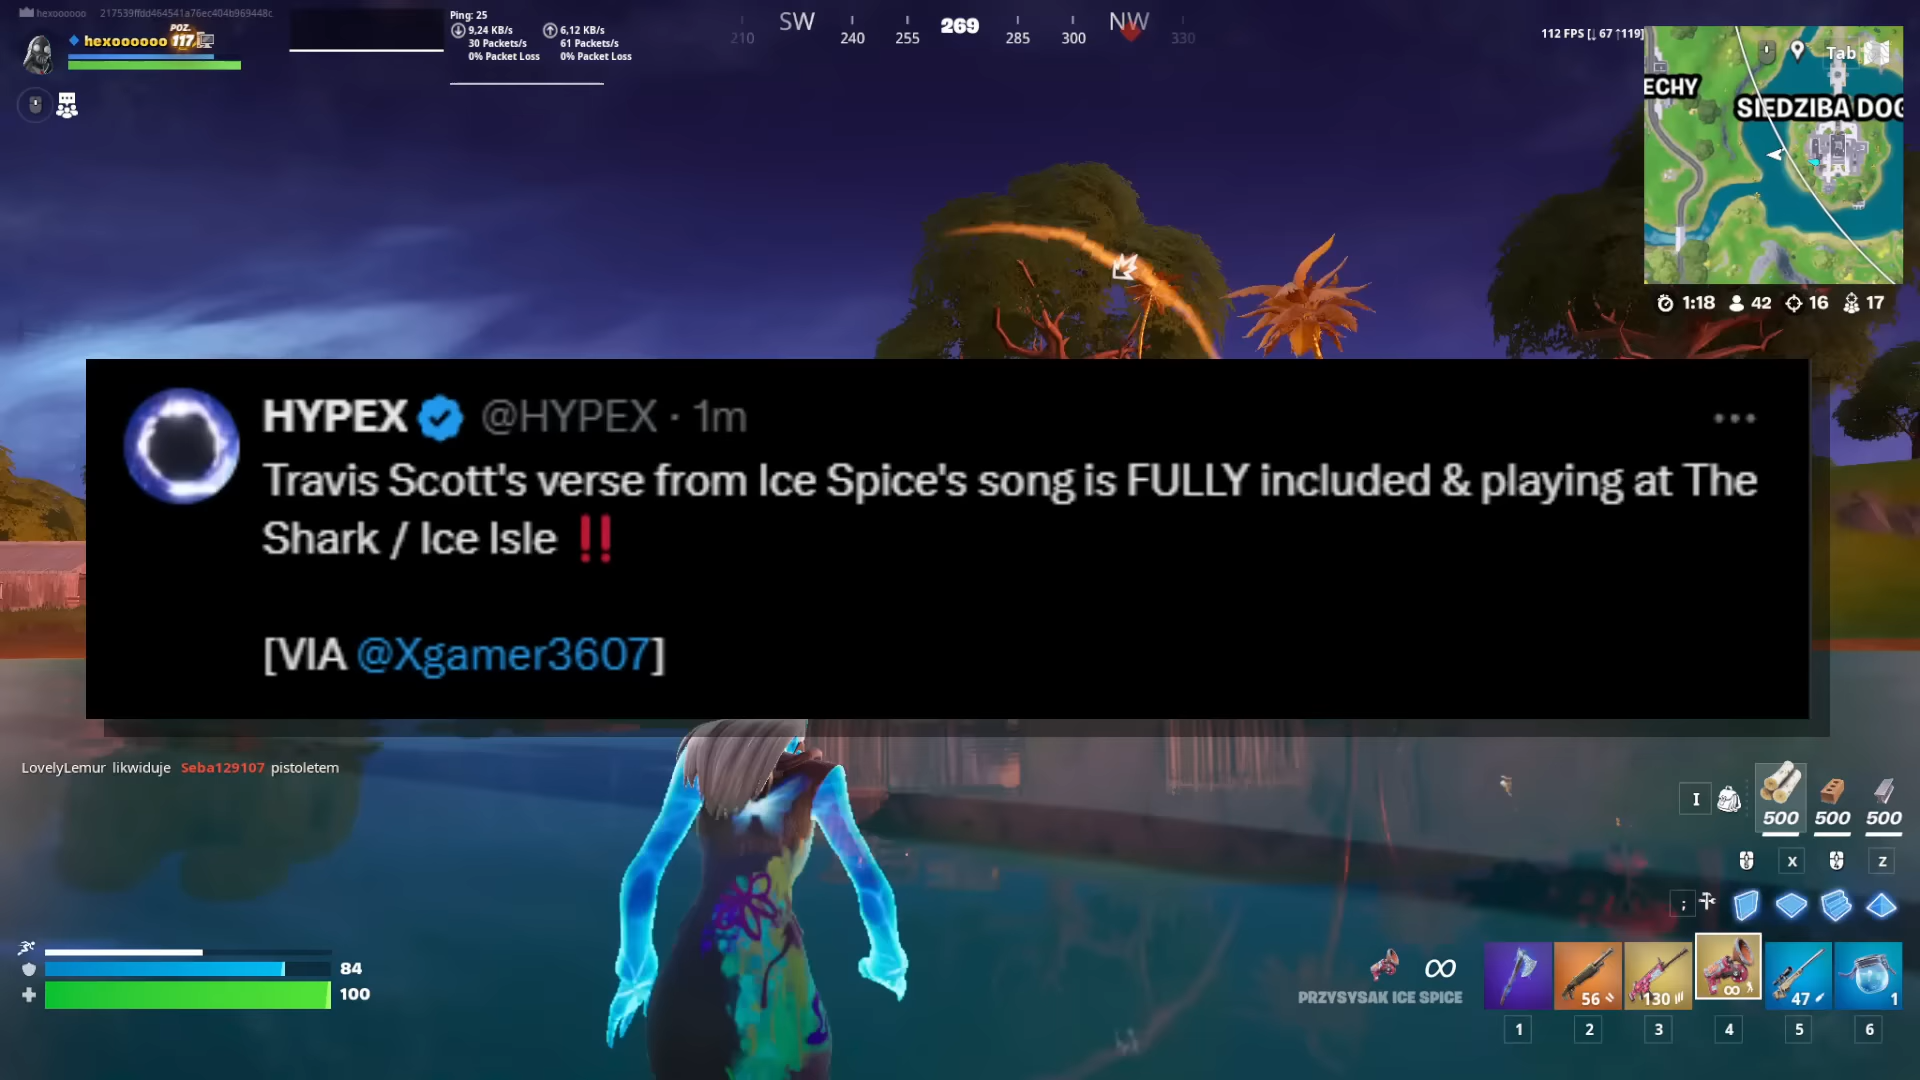 hexoooooo 217539ffdd464541a76ec404b969448c
POZ.
hexoooooo 117
Ping: 25
9,24 KB/s 6,12 KB/s
30 Packets/s 61 Packets/s
0% Packet Loss 0% Packet Loss
SW 269 NW
210 240 255 285 300 330
112 FPS [↓ 67 ↑119]
Tab
ECHY
SIEDZIBA DOG
1:18 42 16 17
HYPEX @HYPEX · 1m
Travis Scott's verse from Ice Spice's song is FULLY included & playing at The
Shark / Ice Isle ‼️
[VIA @Xgamer3607]
LovelyLemur likwiduje Seba129107 pistoletem
I
500 500 500
X Z
;
84
100
∞
PRZYSYSAK ICE SPICE
56 130 ∞ 47 1
1 2 3 4 5 6